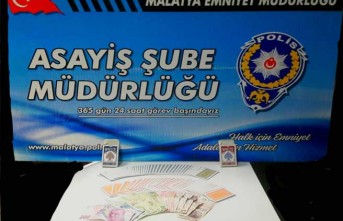 MALATYA EMNİYET MÜDÜRLÜĞÜ
ASAYİŞ ŞUBE
MÜDÜRLÜĞÜ
POLİS
365 gün 24 saat görev başındayız
Halk için Emniyet
Adalet için Hizmet
www.malatya.pol